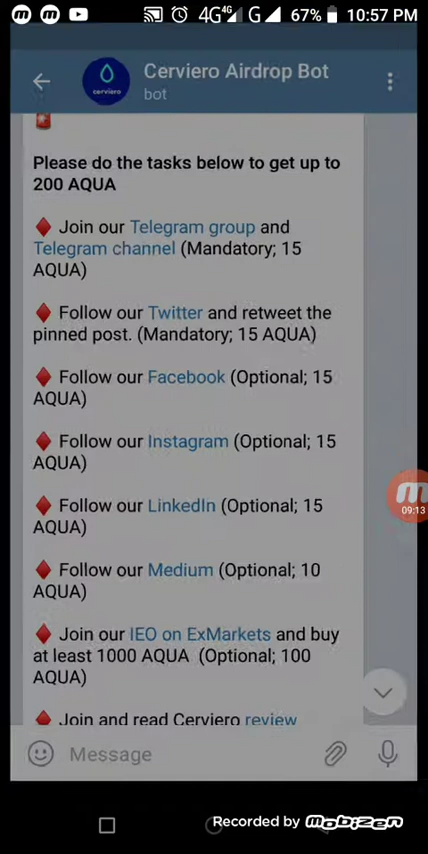 4G 4G G 67% 10:57 PM
Cerviero Airdrop Bot
cerviero
bot
Please do the tasks below to get up to
200 AQUA
Join our Telegram group and
Telegram channel (Mandatory; 15
AQUA)
Follow our Twitter and retweet the
pinned post. (Mandatory; 15 AQUA)
Follow our Facebook (Optional; 15
AQUA)
Follow our Instagram (Optional; 15
AQUA)
Follow our LinkedIn (Optional; 15
AQUA)
Follow our Medium (Optional; 10
AQUA)
Join our IEO on ExMarkets and buy
at least 1000 AQUA (Optional; 100
AQUA)
Join and read Cerviero review
09:13
Message
Recorded by mobizen